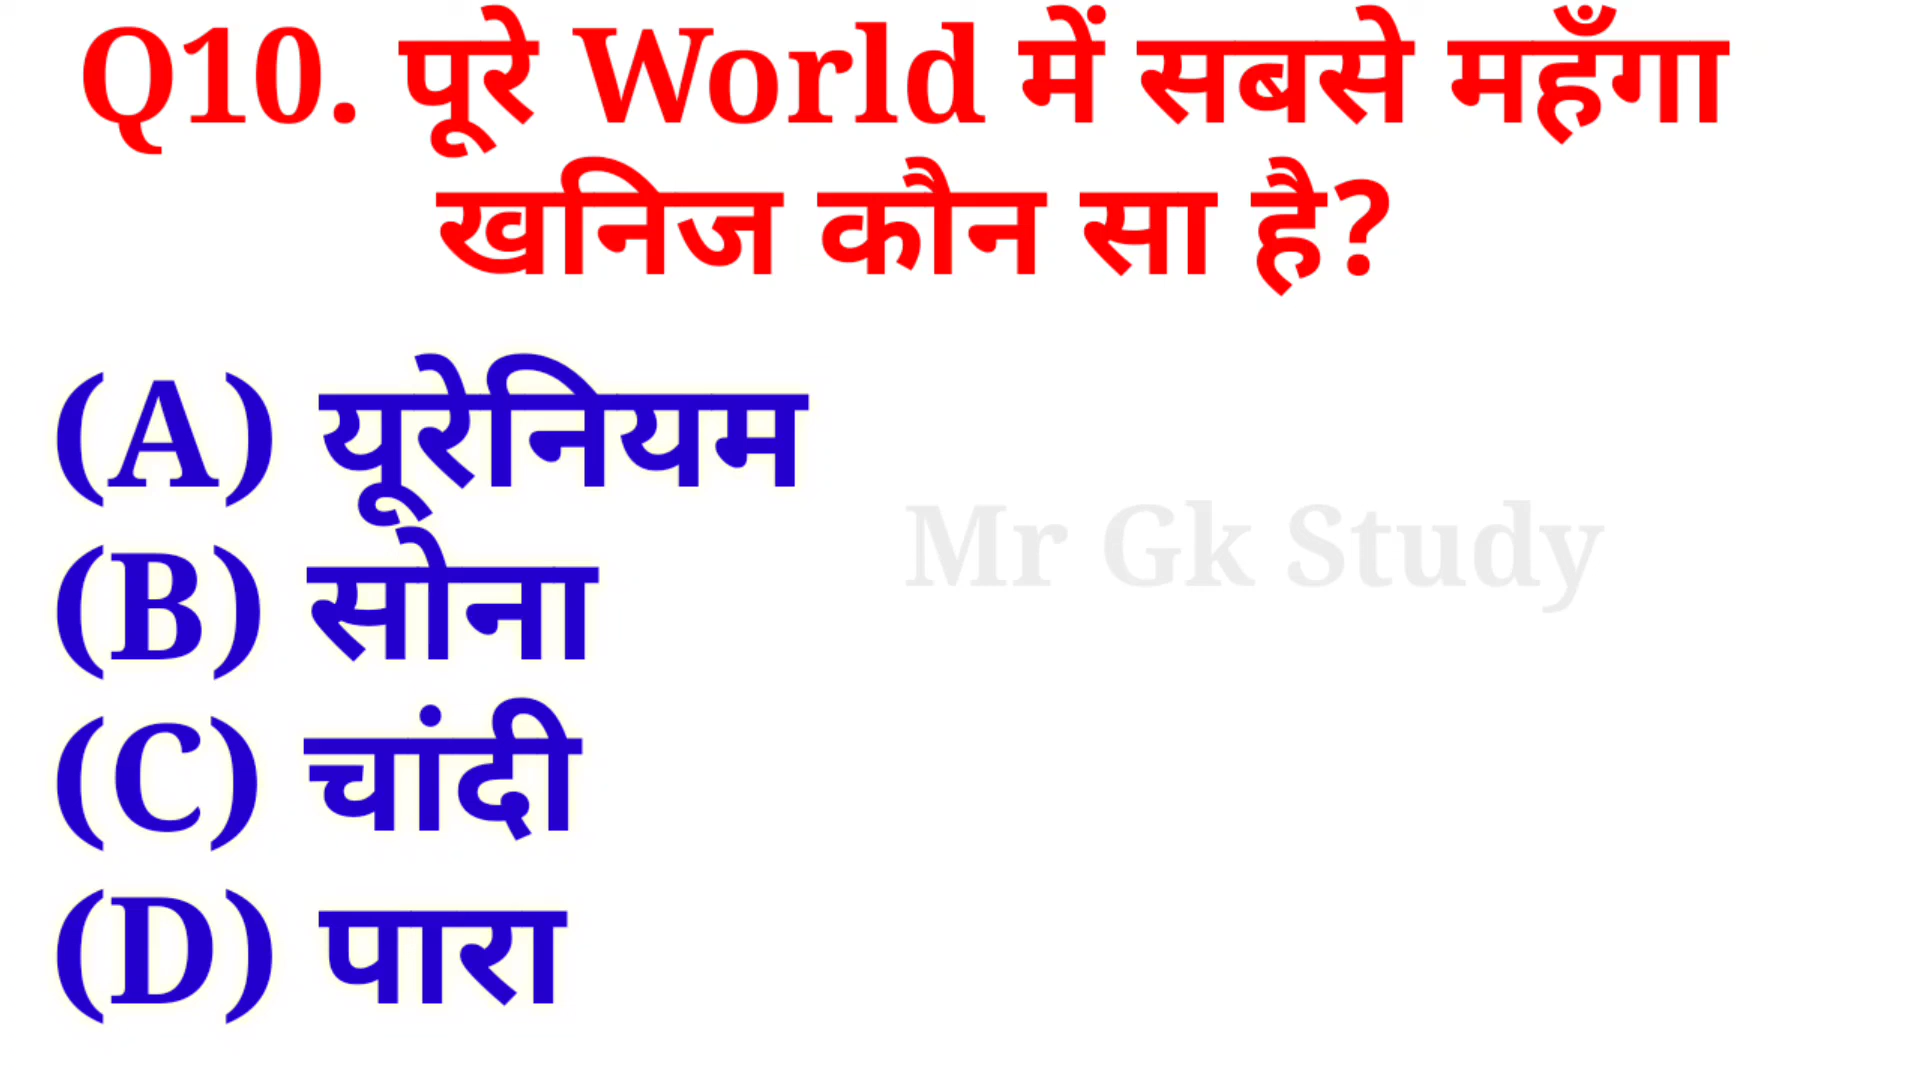 Q10. पूरे World में सबसे महँगा
खनिज कौन सा है?
(A) यूरेनियम
Mr Gk Study
(B) सोना
(C) चांदी
(D) पारा